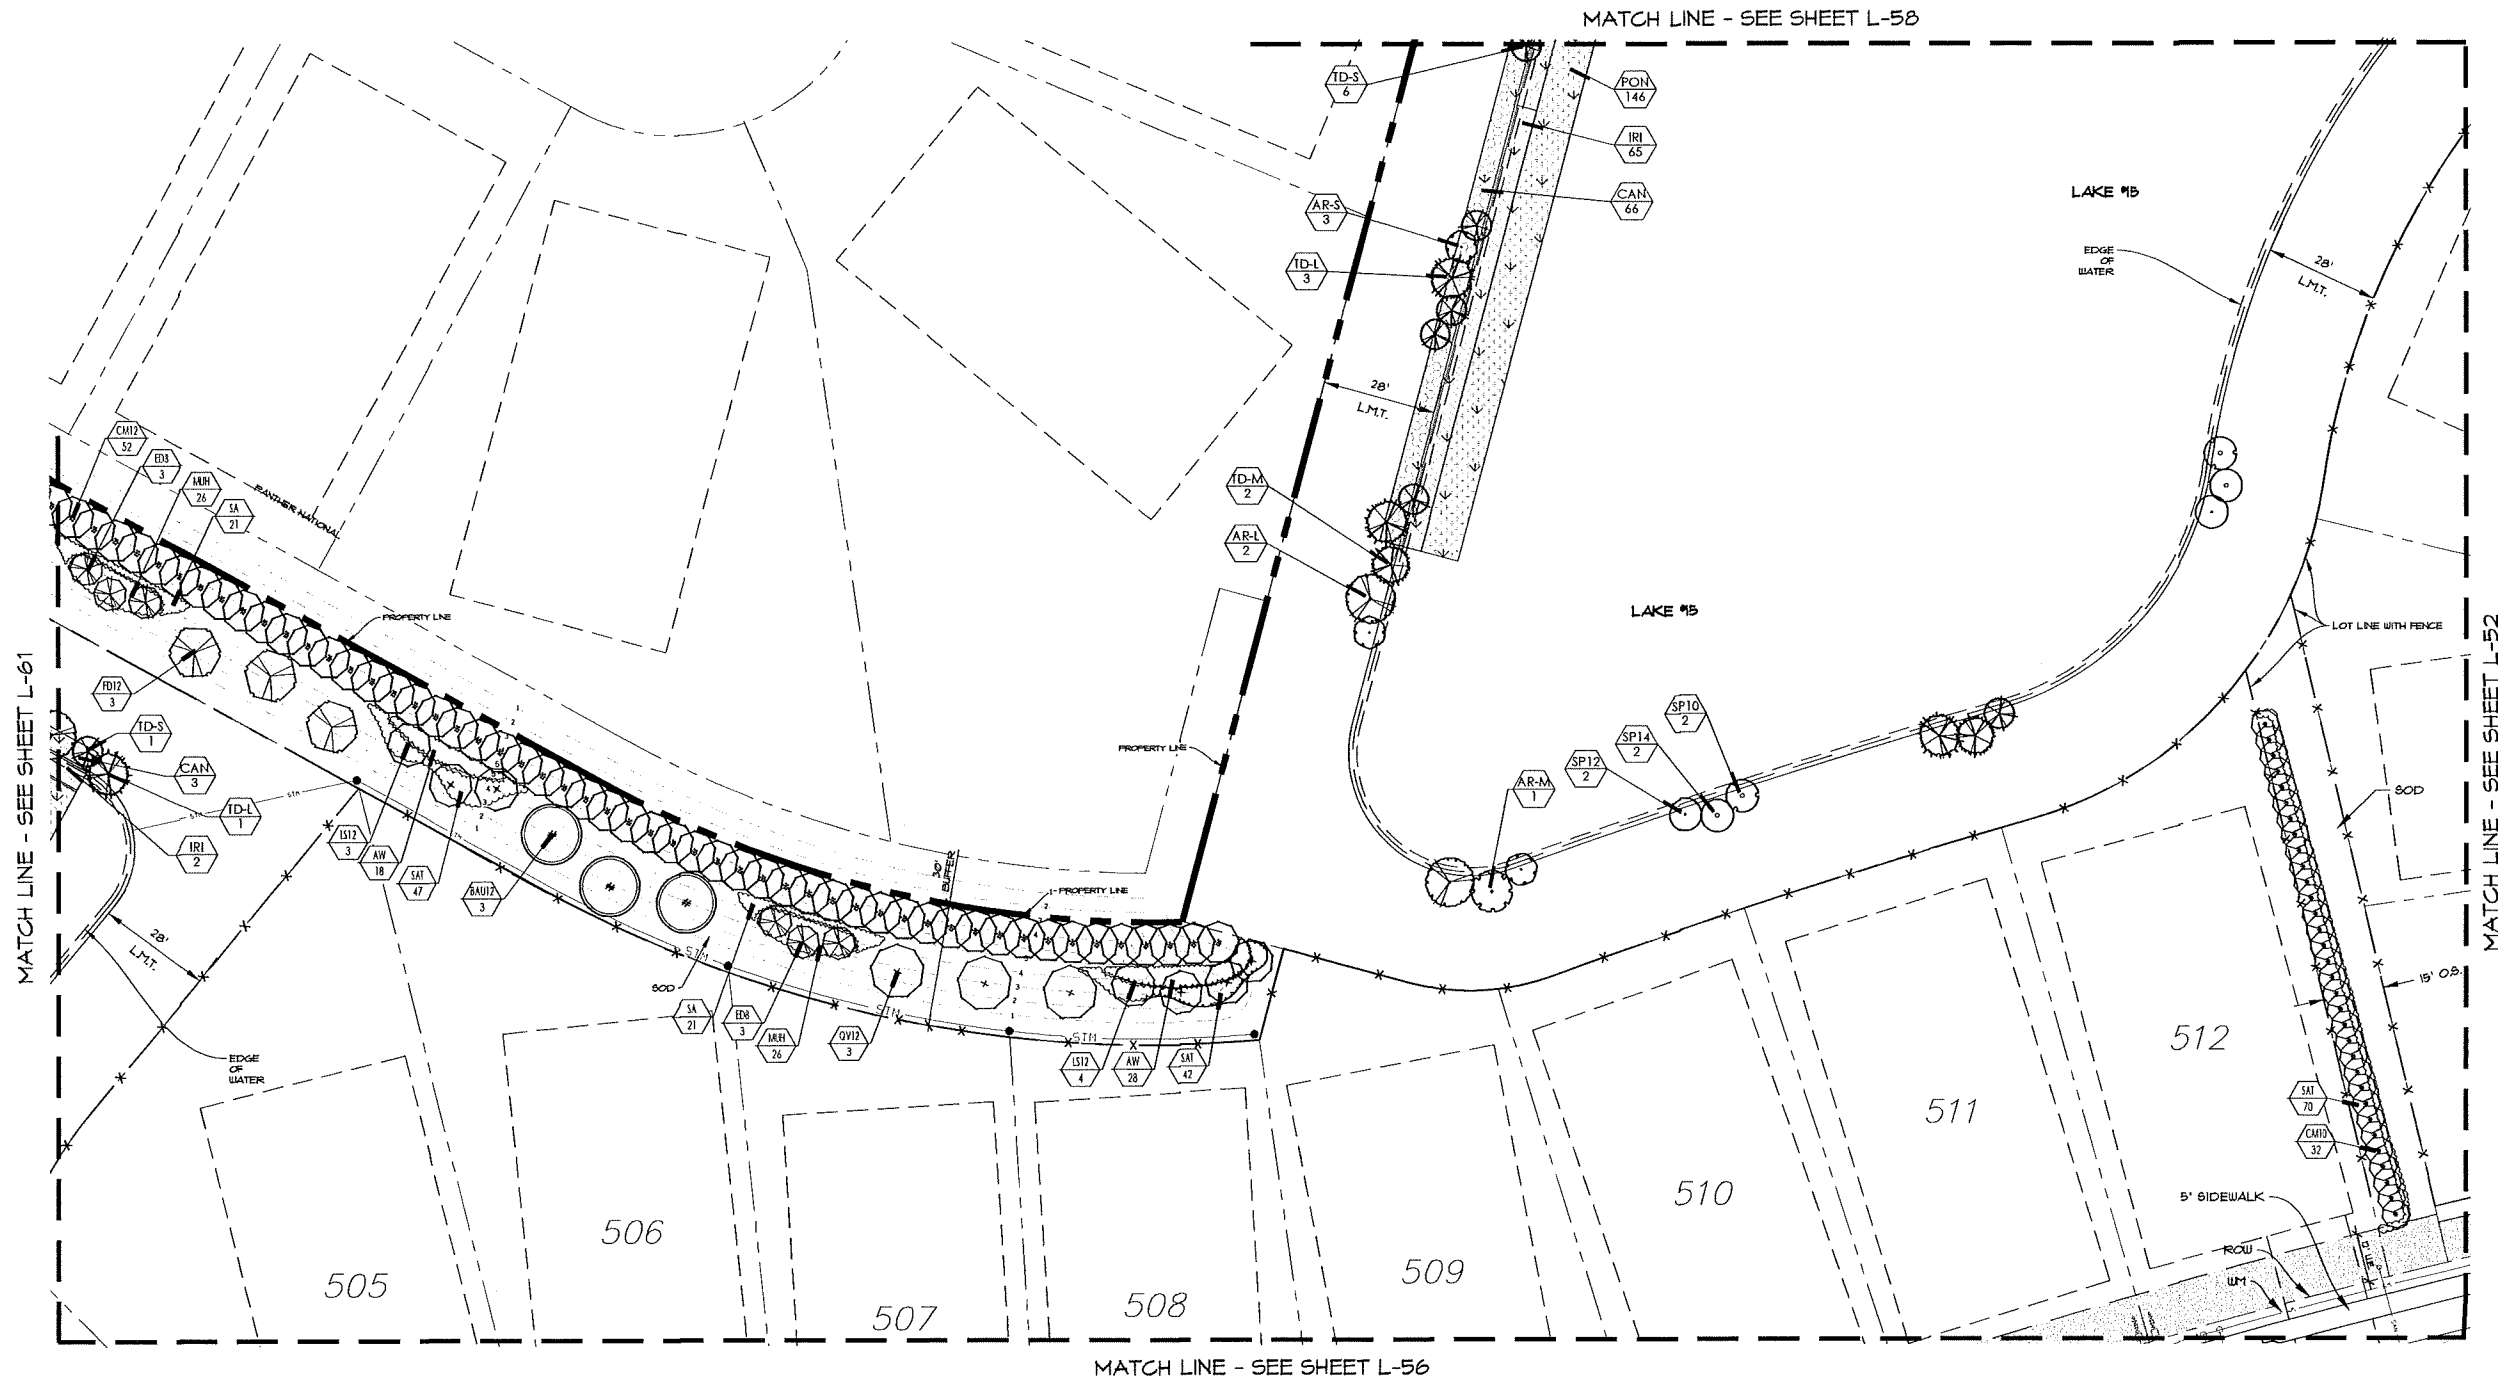 MATCH LINE - SEE SHEET L-58
TD-S
6
PON
146
IRI
65
CAN
66
AR-S
3
TD-L
3
LAKE #15
EDGE
OF
WATER
28'
L.M.T.
28'
L.M.T.
CM12
52
ED8
3
MUH
26
SA
21
PANTHER NATIONAL
TD-M
2
AR-L
2
LAKE #15
PROPERTY LINE
LOT LINE WITH FENCE
MATCH LINE - SEE SHEET L-61
MATCH LINE - SEE SHEET L-52
FD12
3
TD-S
1
CAN
3
TD-L
1
IRI
2
STM
STM
PROPERTY LINE
SP10
2
SP14
2
SP12
2
AR-M
1
SOD
LS12
3
AW
18
SAT
47
BAU12
3
30'
BUFFER
PROPERTY LINE
28'
L.M.T.
STM
SOD
SA
21
ED8
3
MUH
26
QV12
3
STM
STM
LS12
4
AW
28
SAT
42
15' O.S.
EDGE
OF
WATER
512
511
510
509
508
507
506
505
SAT
70
CM10
32
5' SIDEWALK
ROW
WM
MATCH LINE - SEE SHEET L-56